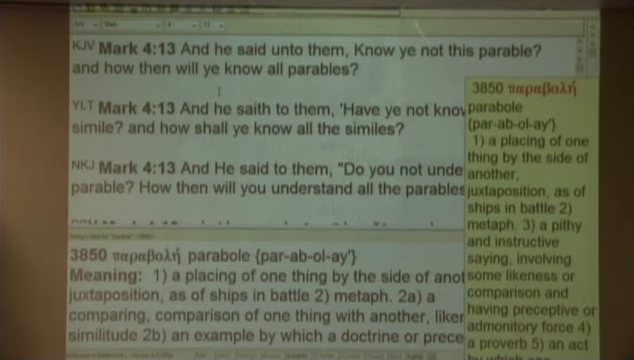 KJV Mark 4:13 And he said unto them, Know ye not this parable?
and how then will ye know all parables?
YLT Mark 4:13 And he saith to them, 'Have ye not know
simile? and how shall ye know all the similes?
NKJ Mark 4:13 And He said to them, "Do you not unde
parable? How then will you understand all the parables
3850 παραβολή parabole {par-ab-ol-ay'}
Meaning: 1) a placing of one thing by the side of anot
juxtaposition, as of ships in battle 2) metaph. 2a) a
comparing, comparison of one thing with another, liker
similitude 2b) an example by which a doctrine or prece
3850 παραβολή
parabole
{par-ab-ol-ay'}
1) a placing of one
thing by the side of
another,
juxtaposition, as of
ships in battle 2)
metaph. 3) a pithy
and instructive
saying, involving
some likeness or
comparison and
having preceptive or
admonitory force 4)
a proverb 5) an act